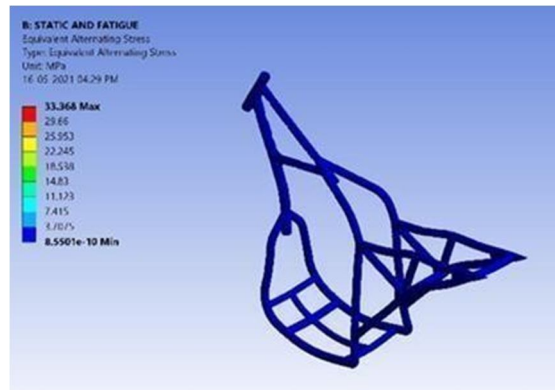 B: STATIC AND FATIGUE
Equivalent Alternating Stress
Type: Equivalent Alternating Stress
Unit: MPa
16-05-2021 04:29 PM
33.368 Max
29.66
25.953
22.245
18.538
14.83
11.123
7.415
3.7075
8.5501e-10 Min